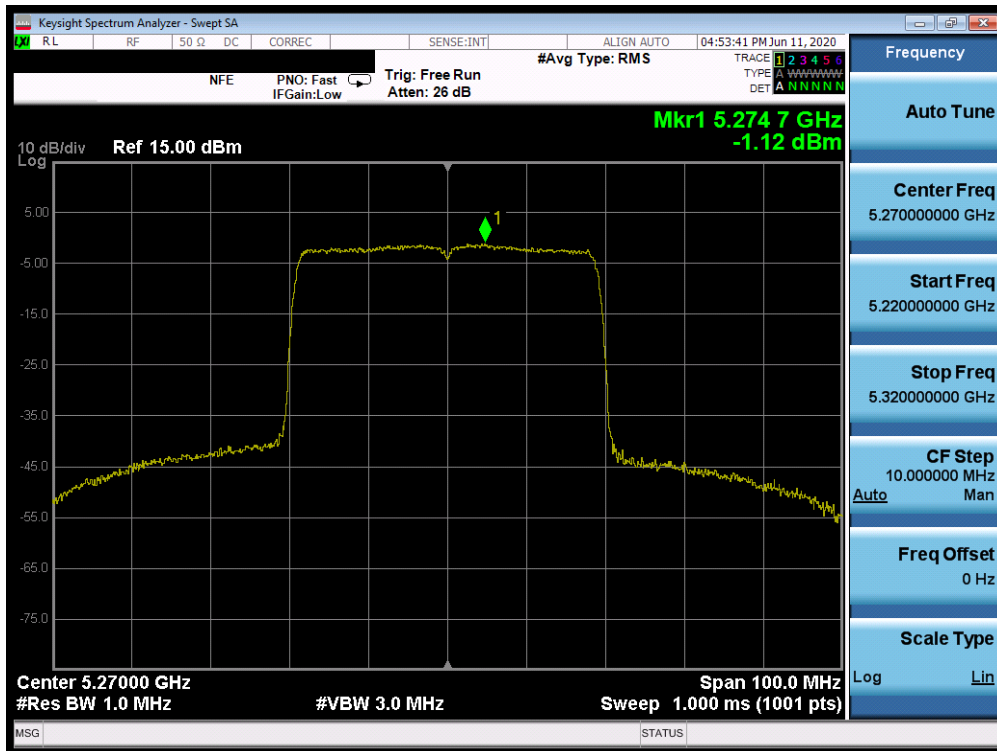 Keysight Spectrum Analyzer - Swept SA
LXI RL RF 50 Ω DC CORREC SENSE:INT ALIGN AUTO 04:53:41 PM Jun 11, 2020
NFE PNO: Fast IFGain:Low Trig: Free Run Atten: 26 dB #Avg Type: RMS
TRACE 1 2 3 4 5 6
TYPE A WWWWW
DET A N N N N N
Mkr1 5.274 7 GHz
-1.12 dBm
10 dB/div Ref 15.00 dBm
Log
1
5.00
-5.00
-15.0
-25.0
-35.0
-45.0
-55.0
-65.0
-75.0
Center 5.27000 GHz Span 100.0 MHz
#Res BW 1.0 MHz #VBW 3.0 MHz Sweep 1.000 ms (1001 pts)
MSG STATUS
Frequency
Auto Tune
Center Freq
5.270000000 GHz
Start Freq
5.220000000 GHz
Stop Freq
5.320000000 GHz
CF Step
10.000000 MHz
Auto Man
Freq Offset
0 Hz
Scale Type
Log Lin